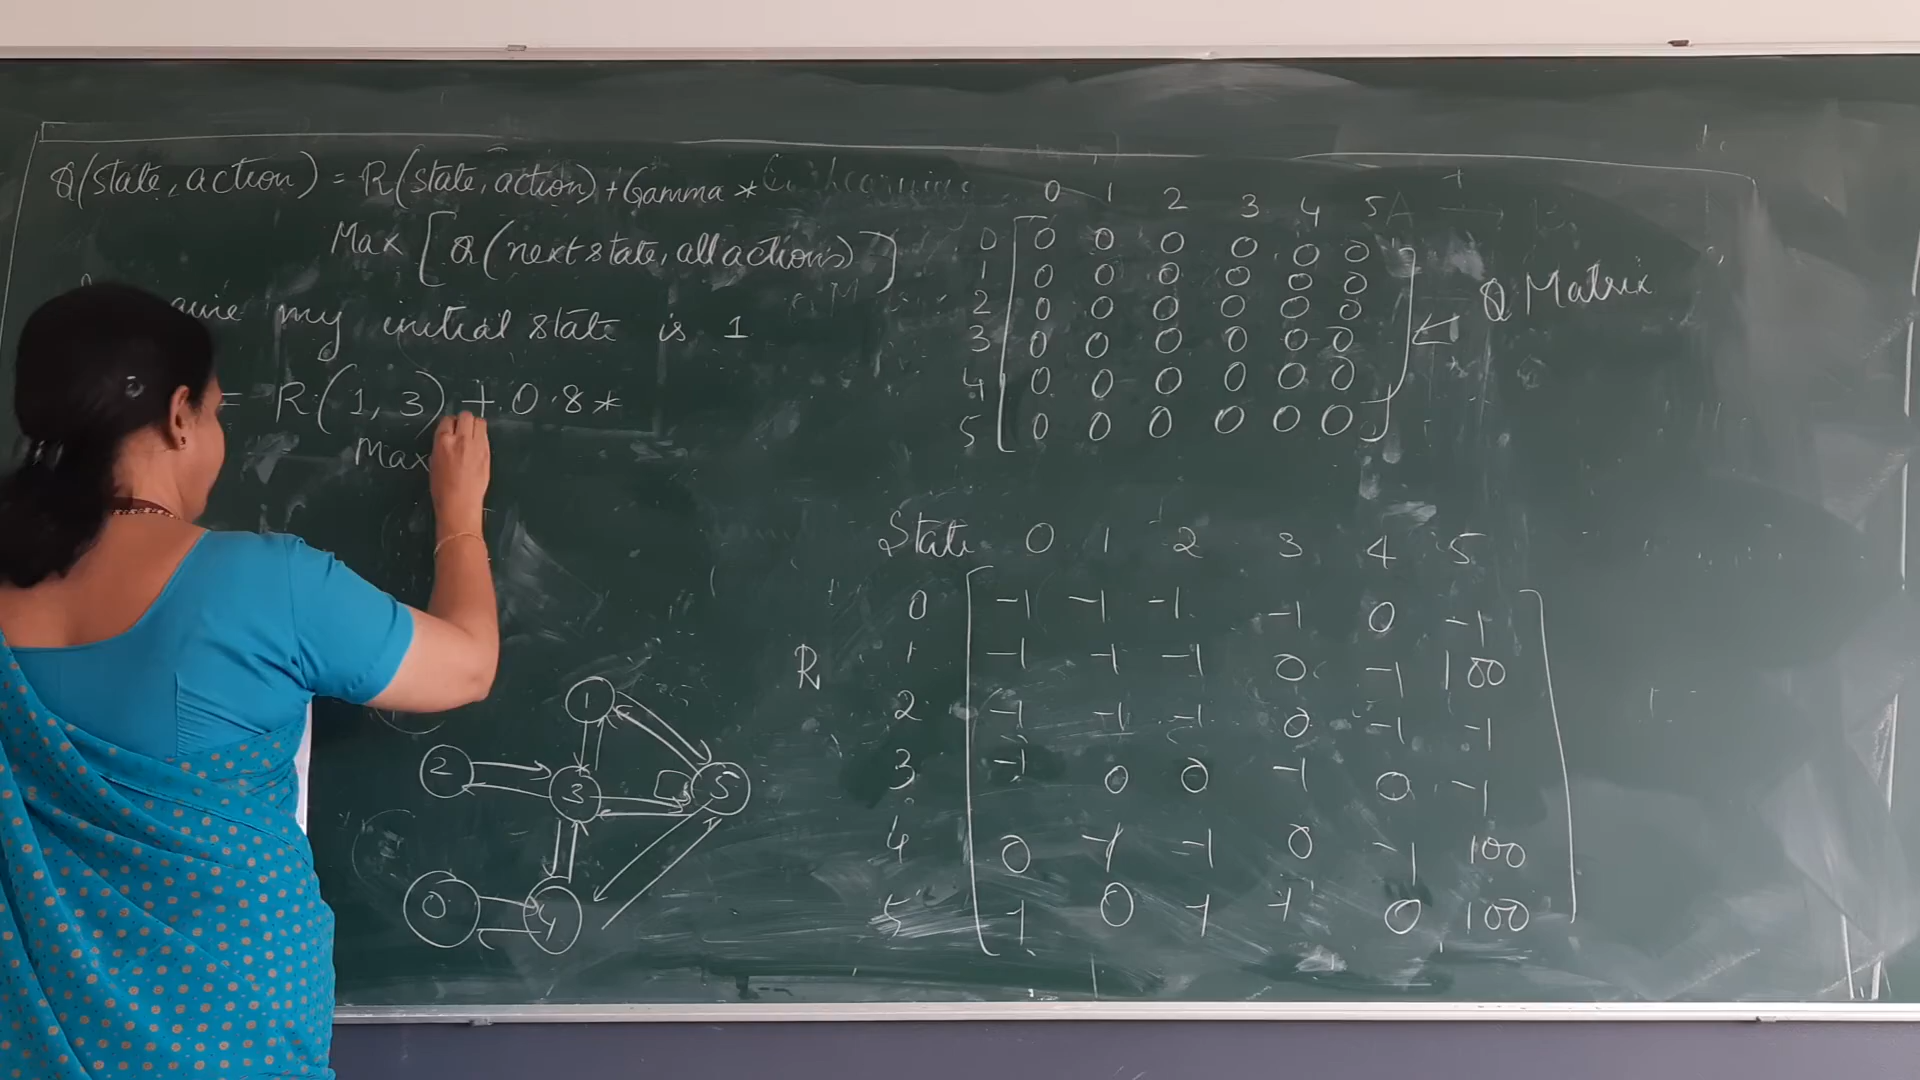 Q(state, action) = R(state, action) + Gamma *
Max [Q(next state, all actions)]
my initial state is 1
= R(1, 3) + 0.8 *
Max
0 1 2 3 4 5
0 0 0 0 0 0 0
1 0 0 0 0 0 0
2 0 0 0 0 0 0
3 0 0 0 0 0 0
4 0 0 0 0 0 0
5 0 0 0 0 0 0
Q Matrix
State 0 1 2 3 4 5
0 -1 -1 -1 -1 0 -1
R 1 -1 -1 -1 0 -1 100
2 -1 -1 -1 0 -1 -1
3 -1 0 0 -1 0 -1
4 0 -1 -1 0 -1 100
5 -1 0 -1 -1 0 100
1
2 3 5
0 4